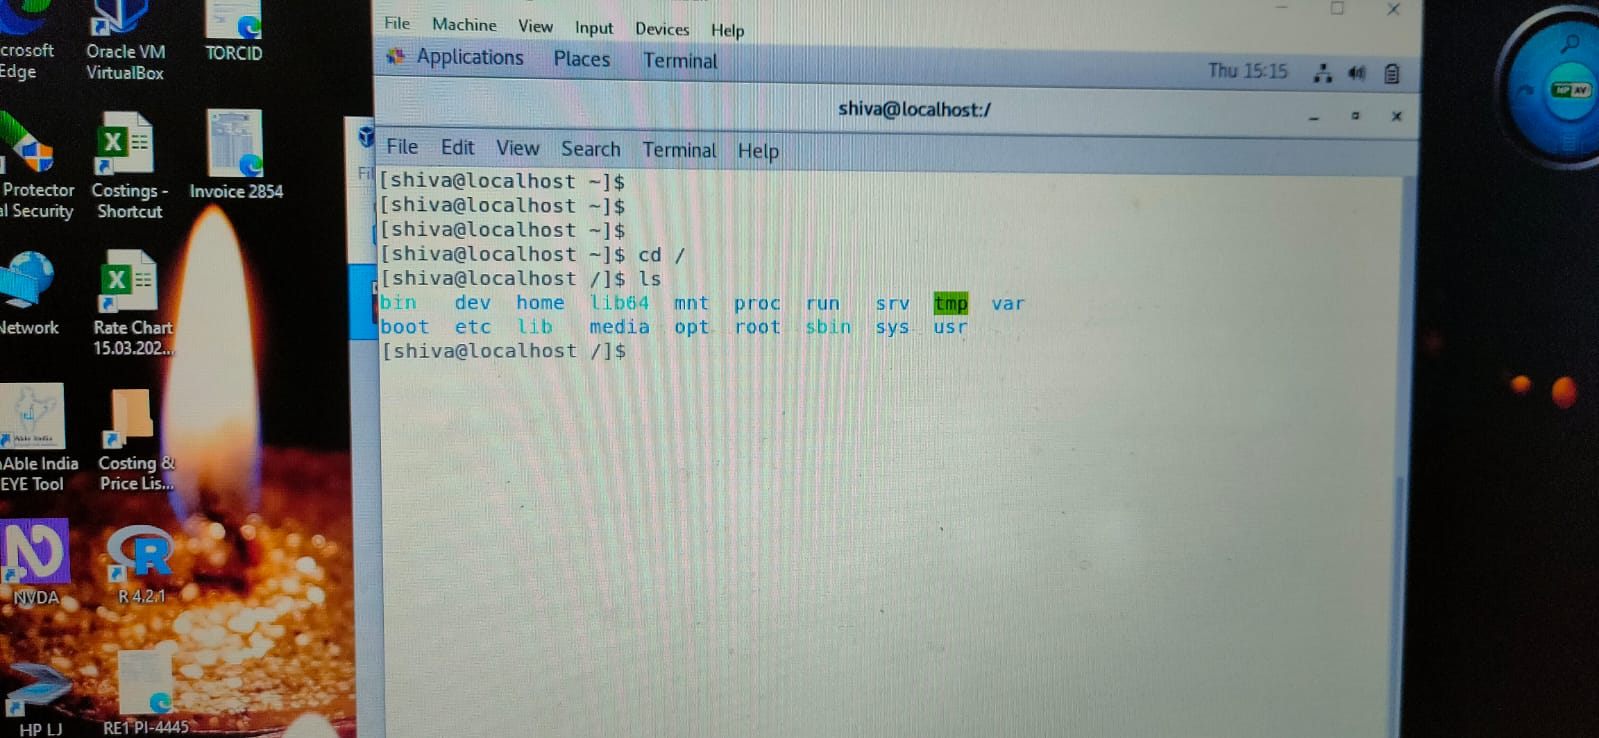 crosoft
Edge
Oracle VM
VirtualBox
TORCID
Protector
al Security
Costings -
Shortcut
Invoice 2854
Network
Rate Chart
15.03.202...
Able India
Able India
EYE Tool
Costing &
Price Lis...
NVDA
R 4.2.1
HP LJ
RE1 PI-4445
File Machine View Input Devices Help
Applications Places Terminal
Thu 15:15
shiva@localhost:/
File Edit View Search Terminal Help
[shiva@localhost ~]$
[shiva@localhost ~]$
[shiva@localhost ~]$
[shiva@localhost ~]$ cd /
[shiva@localhost /]$ ls
bin dev home lib64 mnt proc run srv tmp var
boot etc lib media opt root sbin sys usr
[shiva@localhost /]$